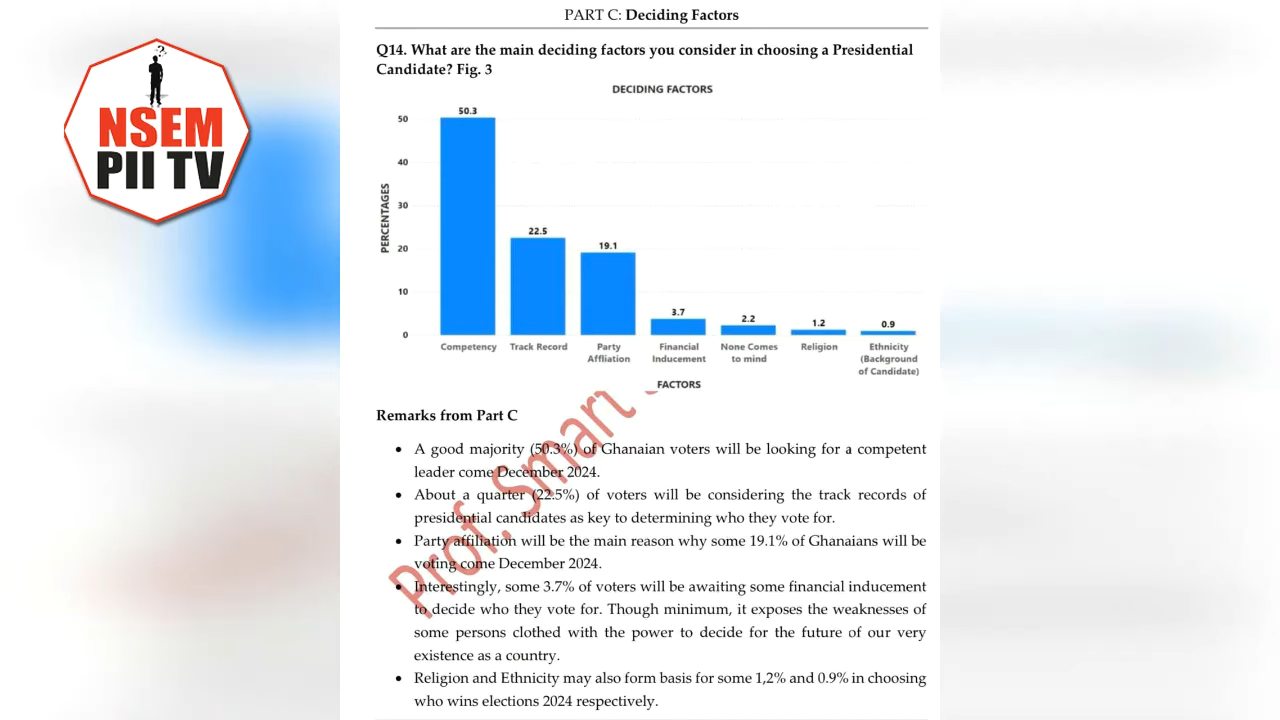 PART C: Deciding Factors
?
NSEM
PII TV
Q14. What are the main deciding factors you consider in choosing a Presidential
Candidate? Fig. 3
DECIDING FACTORS
PERCENTAGES
50
40
30
20
10
0
50.3
22.5
19.1
3.7
2.2
1.2
0.9
Competency
Track Record
Party
Affliation
Financial
Inducement
None Comes
to mind
Religion
Ethnicity
(Background
of Candidate)
FACTORS
Prof. Smart
Remarks from Part C
• A good majority (50.3%) of Ghanaian voters will be looking for a competent
leader come December 2024.
• About a quarter (22.5%) of voters will be considering the track records of
presidential candidates as key to determining who they vote for.
• Party affiliation will be the main reason why some 19.1% of Ghanaians will be
voting come December 2024.
• Interestingly, some 3.7% of voters will be awaiting some financial inducement
to decide who they vote for. Though minimum, it exposes the weaknesses of
some persons clothed with the power to decide for the future of our very
existence as a country.
• Religion and Ethnicity may also form basis for some 1,2% and 0.9% in choosing
who wins elections 2024 respectively.